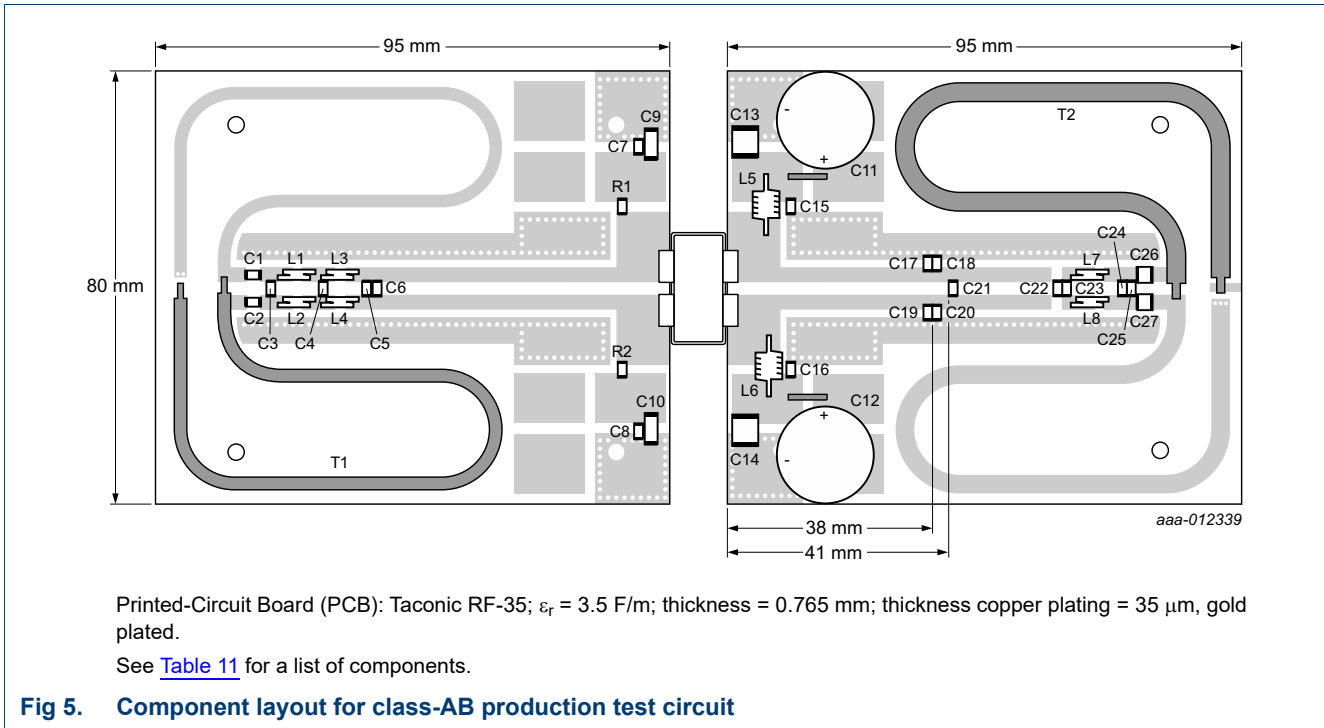 95 mm
95 mm
80 mm
C9
C7
R1
C1
L1
L3
C6
C2
L2
L4
C3
C4
C5
R2
C10
C8
T1
C13
-
+
C11
T2
L5
C15
C24
C17
C18
L7
C26
C21
C22
C23
C19
C20
L8
C27
C25
C16
L6
C12
+
-
C14
aaa-012339
38 mm
41 mm
Printed-Circuit Board (PCB): Taconic RF-35; εr = 3.5 F/m; thickness = 0.765 mm; thickness copper plating = 35 μm, gold
plated.
See Table 11 for a list of components.
Fig 5. Component layout for class-AB production test circuit